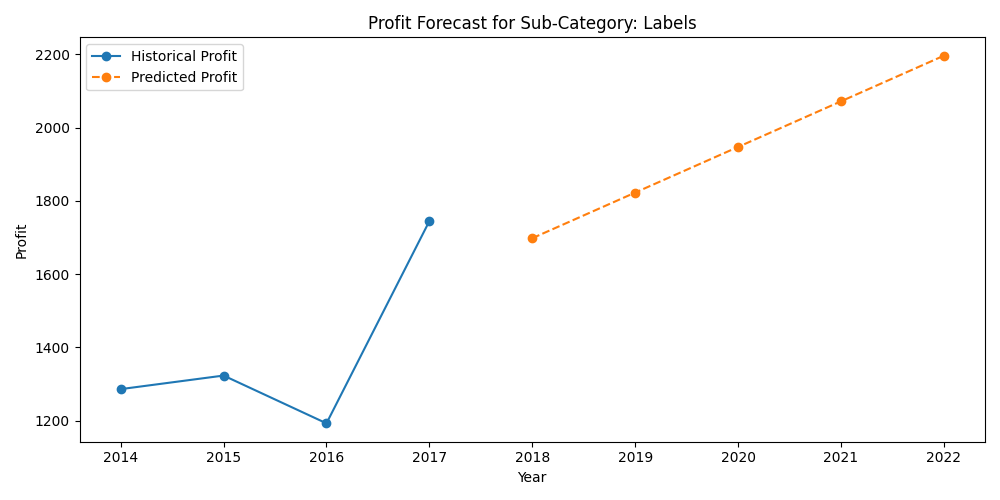 Profit Forecast for Sub-Category: Labels
Historical Profit
Predicted Profit
Profit
2200
2000
1800
1600
1400
1200
2014 2015 2016 2017 2018 2019 2020 2021 2022
Year